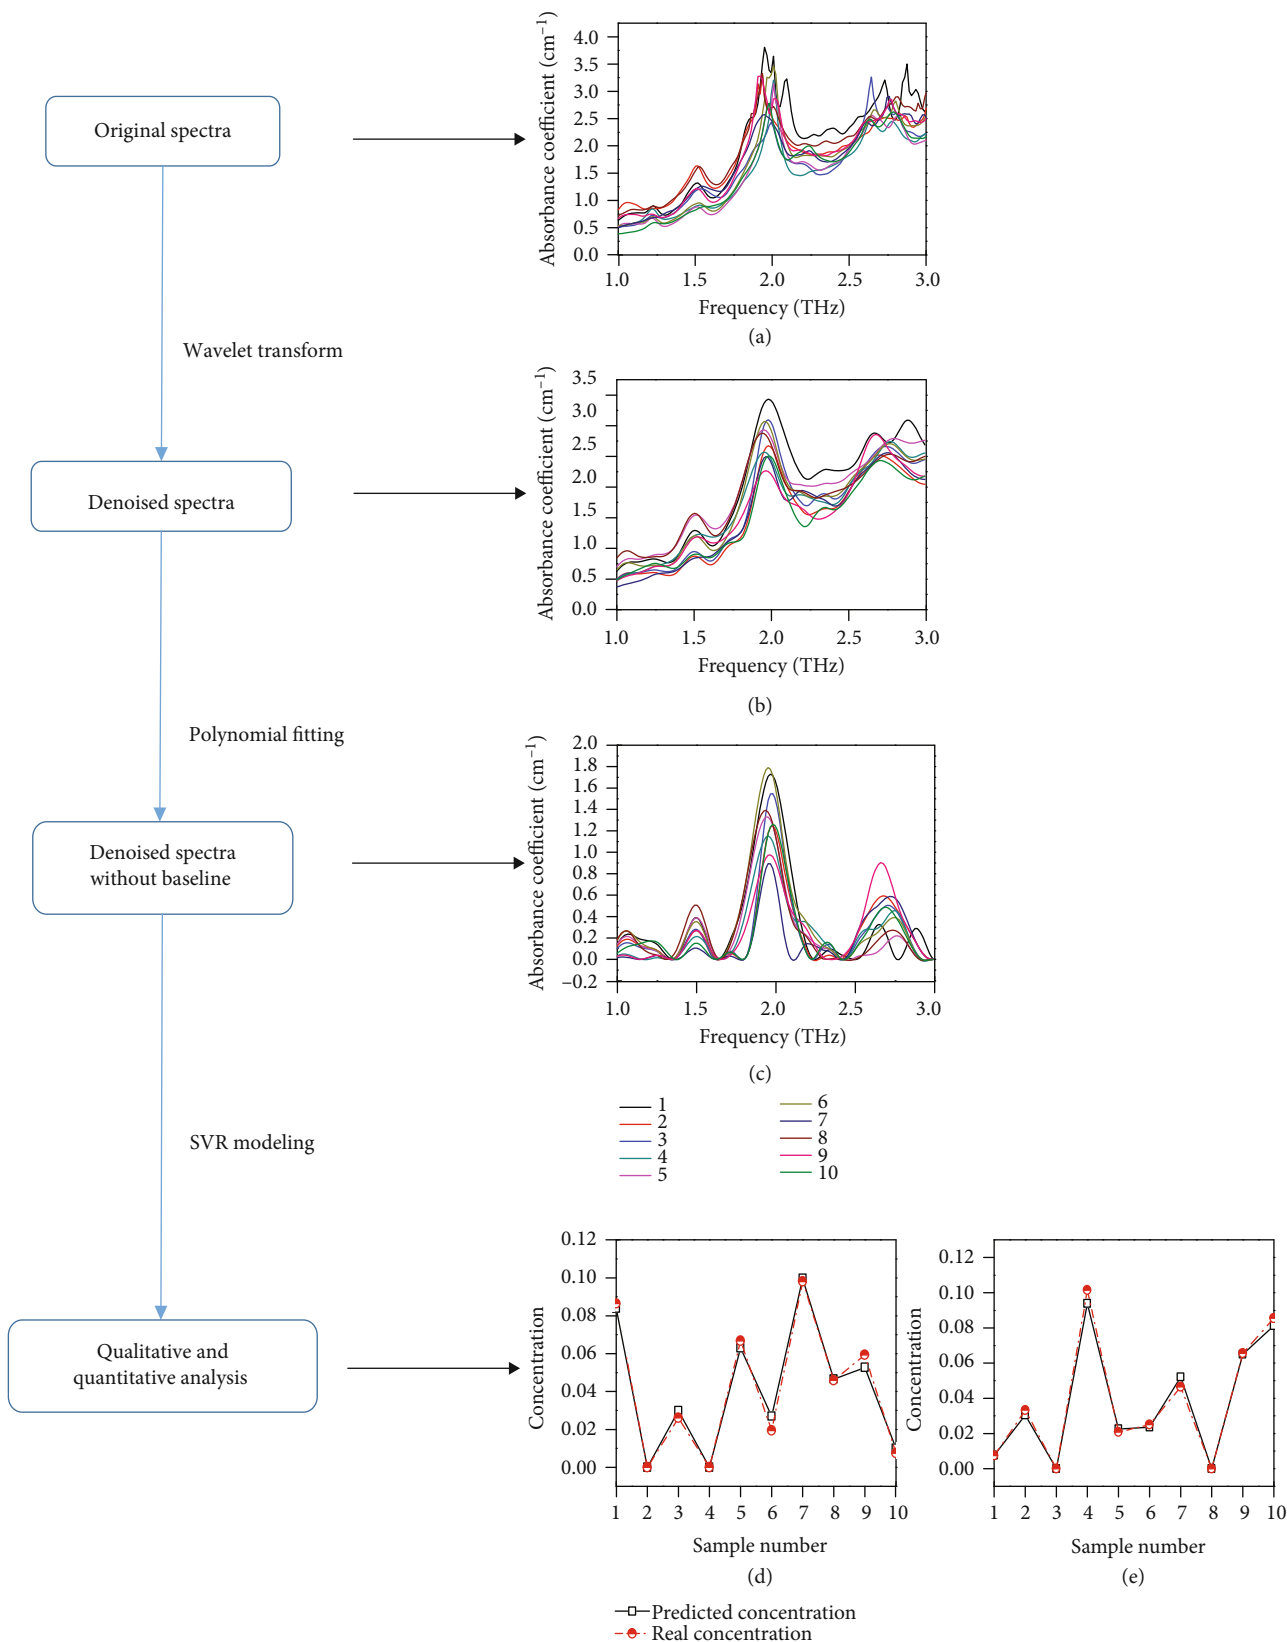 Original spectra
Wavelet transform
Denoised spectra
Polynomial fitting
Denoised spectra
without baseline
SVR modeling
Qualitative and
quantitative analysis
Absorbance coefficient (cm⁻¹)
4.0
3.5
3.0
2.5
2.0
1.5
1.0
0.5
0.0
1.0 1.5 2.0 2.5 3.0
Frequency (THz)
(a)
Absorbance coefficient (cm⁻¹)
3.5
3.0
2.5
2.0
1.5
1.0
0.5
0.0
1.0 1.5 2.0 2.5 3.0
Frequency (THz)
(b)
Absorbance coefficient (cm⁻¹)
2.0
1.8
1.6
1.4
1.2
1.0
0.8
0.6
0.4
0.2
0.0
−0.2
1.0 1.5 2.0 2.5 3.0
Frequency (THz)
(c)
1
2
3
4
5
6
7
8
9
10
Concentration
0.12
0.10
0.08
0.06
0.04
0.02
0.00
1 2 3 4 5 6 7 8 9 10
Sample number
(d)
Concentration
0.12
0.10
0.08
0.06
0.04
0.02
0.00
1 2 3 4 5 6 7 8 9 10
Sample number
(e)
Predicted concentration
Real concentration